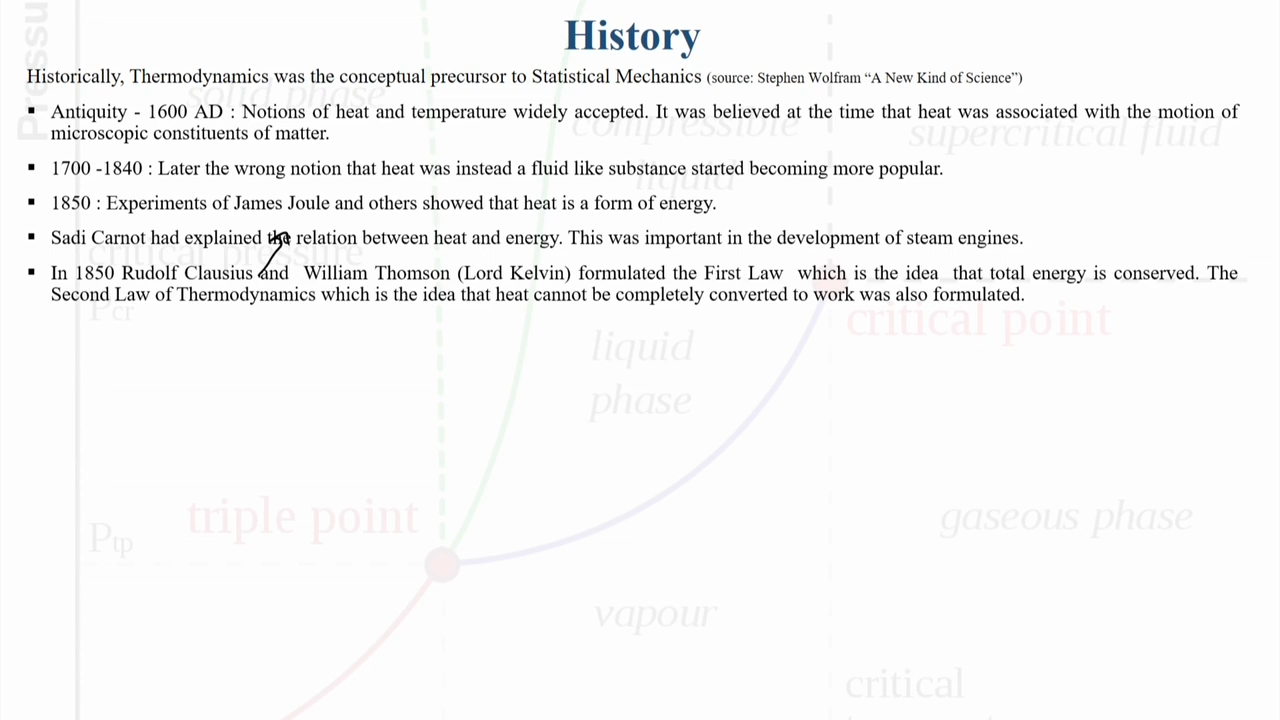 History
Historically, Thermodynamics was the conceptual precursor to Statistical Mechanics (source: Stephen Wolfram “A New Kind of Science”)
▪ Antiquity - 1600 AD : Notions of heat and temperature widely accepted. It was believed at the time that heat was associated with the motion of
microscopic constituents of matter.
▪ 1700 -1840 : Later the wrong notion that heat was instead a fluid like substance started becoming more popular.
▪ 1850 : Experiments of James Joule and others showed that heat is a form of energy.
▪ Sadi Carnot had explained the relation between heat and energy. This was important in the development of steam engines.
▪ In 1850 Rudolf Clausius and William Thomson (Lord Kelvin) formulated the First Law which is the idea that total energy is conserved. The
Second Law of Thermodynamics which is the idea that heat cannot be completely converted to work was also formulated.
Pressu
solid phase
compressible
liquid
supercritical fluid
critical pressure
Pcr
critical point
liquid
phase
triple point
gaseous phase
Ptp
vapour
critical